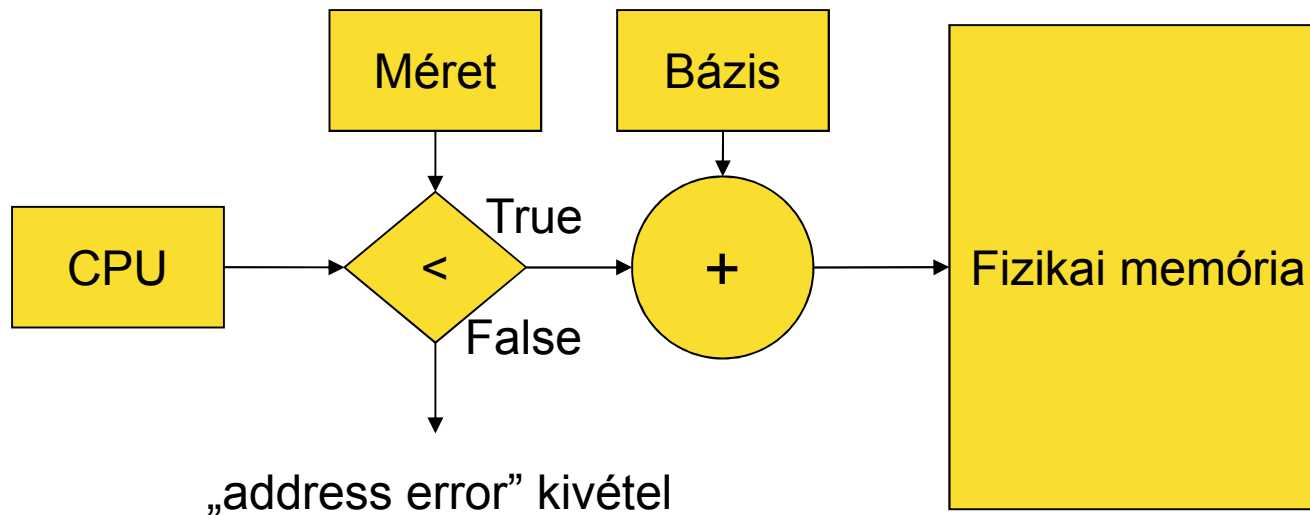 Méret
Bázis
CPU
<
True
False
+
Fizikai memória
„address error” kivétel